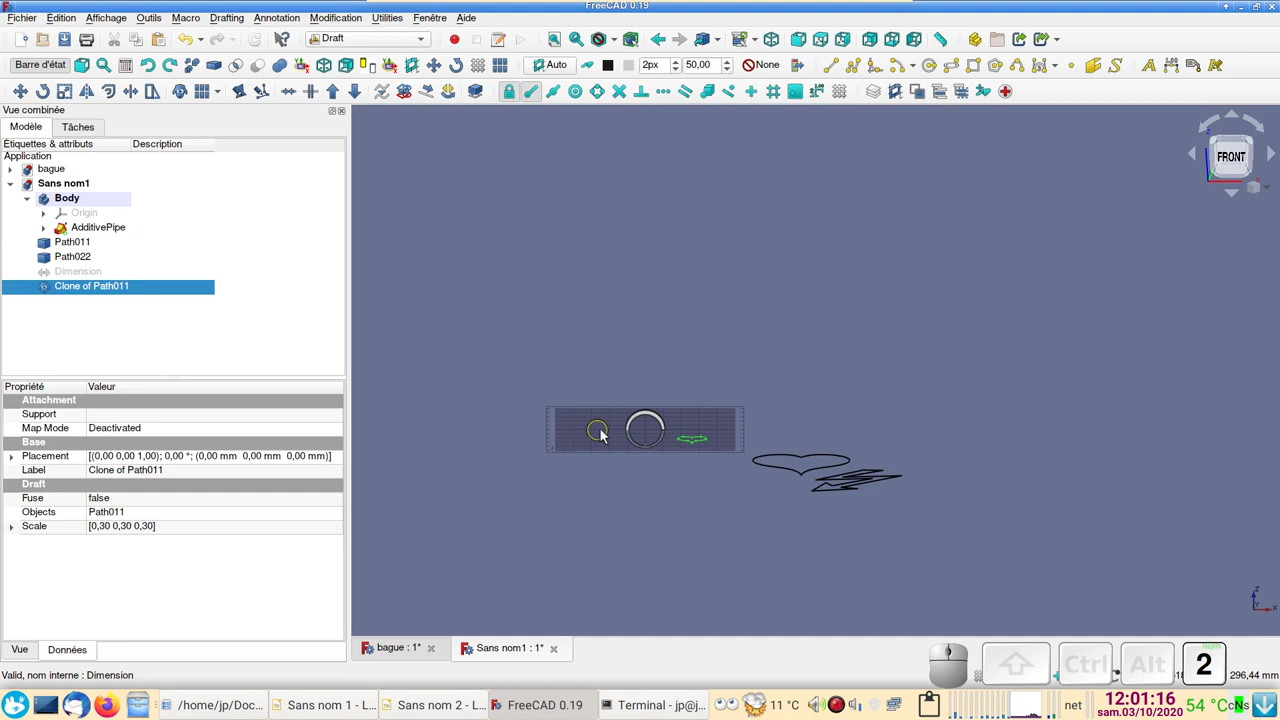 FreeCAD 0.19
Fichier Édition Affichage Outils Macro Drafting Annotation Modification Utilities Fenêtre Aide
Draft
Barre d'état Auto 2px 50,00 None
Vue combinée
Modèle Tâches
Étiquettes & attributs Description
Application
bague
Sans nom1
Body
Origin
AdditivePipe
Path011
Path022
Dimension
Clone of Path011
Propriété Valeur
Attachment
Support
Map Mode Deactivated
Base
Placement [(0,00 0,00 1,00); 0,00 °; (0,00 mm 0,00 mm 0,00 mm)]
Label Clone of Path011
Draft
Fuse false
Objects Path011
Scale [0,30 0,30 0,30]
FRONT
Z
X
Vue Données
bague : 1* Sans nom1 : 1*
Valid, nom interne : Dimension
Ctrl Alt num 2
296,44 mm
/home/jp/Doc... Sans nom 1 - L... Sans nom 2 - L... FreeCAD 0.19 Terminal - jp@j... 11 °C net 12:01:16 54 °C
sam.03/10/2020